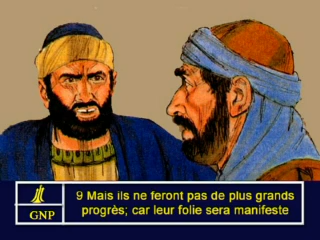 9 Mais ils ne feront pas de plus grands
progrès; car leur folie sera manifeste
GNP